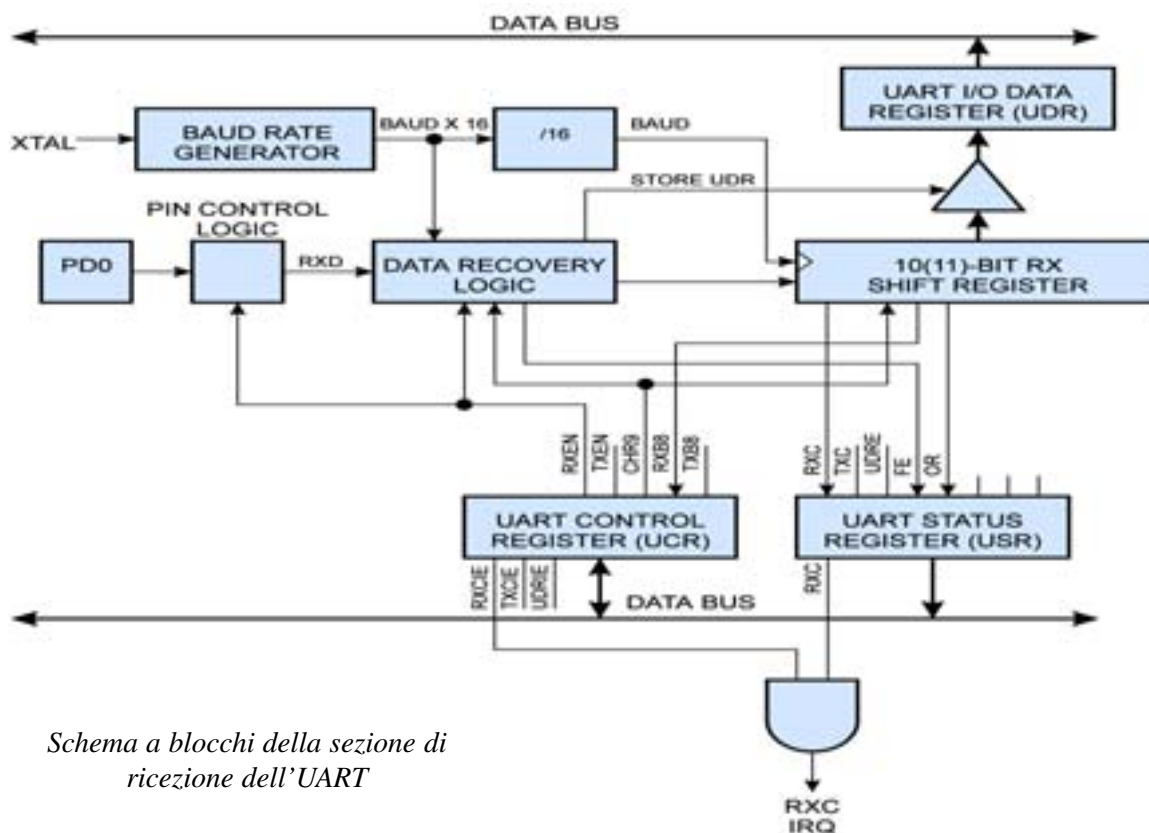 DATA BUS
UART I/O DATA
REGISTER (UDR)
XTAL
BAUD RATE
GENERATOR
BAUD X 16
/16
BAUD
STORE UDR
PIN CONTROL
LOGIC
PD0
RXD
DATA RECOVERY
LOGIC
10(11)-BIT RX
SHIFT REGISTER
RXEN
TXEN
CHR9
RXB8
TXB8
RXC
TXC
UDRE
FE
OR
UART CONTROL
REGISTER (UCR)
UART STATUS
REGISTER (USR)
RXCIE
TXCIE
UDRIE
RXC
DATA BUS
Schema a blocchi della sezione di
ricezione dell’UART
RXC
IRQ